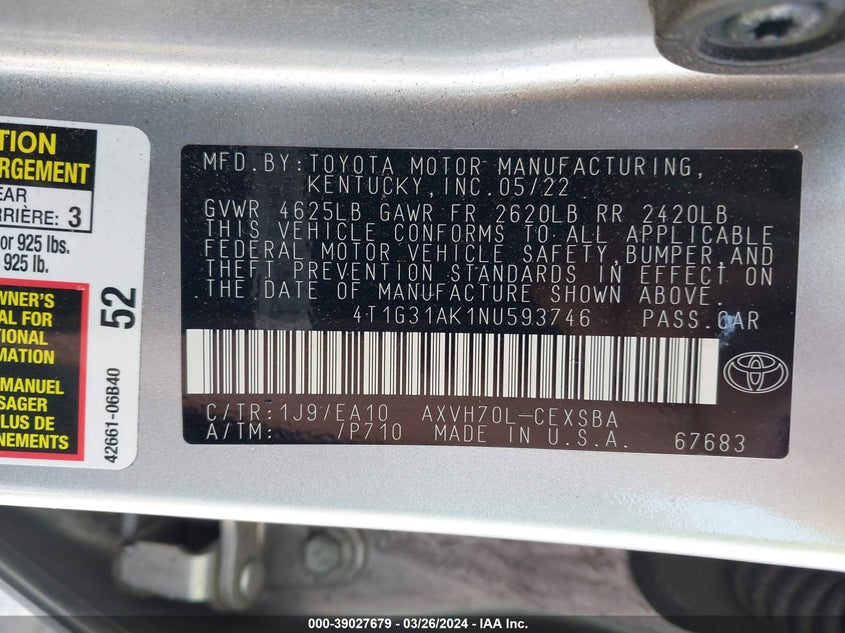 TION
RGEMENT
EAR
RRIÈRE: 3
or 925 lbs.
925 lb.
WNER'S
AL FOR
TIONAL
MATION
MANUEL
SAGER
PLUS DE
NEMENTS
52
42661-06B40
MFD.BY:TOYOTA MOTOR MANUFACTURING,
KENTUCKY,INC.05/22
GVWR 4625LB GAWR FR 2620LB RR 2420LB
THIS VEHICLE CONFORMS TO ALL APPLICABLE
FEDERAL MOTOR VEHICLE SAFETY,BUMPER,AND
THEFT PREVENTION STANDARDS IN EFFECT ON
THE DATE OF MANUFACTURE SHOWN ABOVE.
4T1G31AK1NU593746 PASS.CAR
TOYOTA
C/TR:1J9/EA10 AXVH70L-CEXSBA
A/TM: /P710 MADE IN U.S.A. 67683
000-39027679 - 03/26/2024 - IAA Inc.